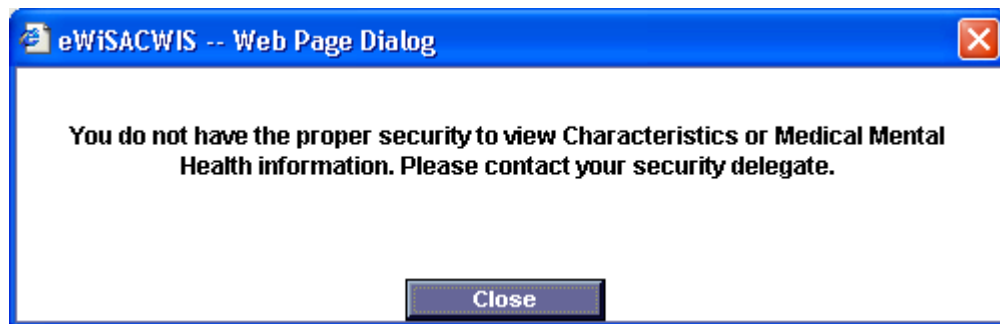 eWiSACWIS -- Web Page Dialog
You do not have the proper security to view Characteristics or Medical Mental
Health information. Please contact your security delegate.
Close